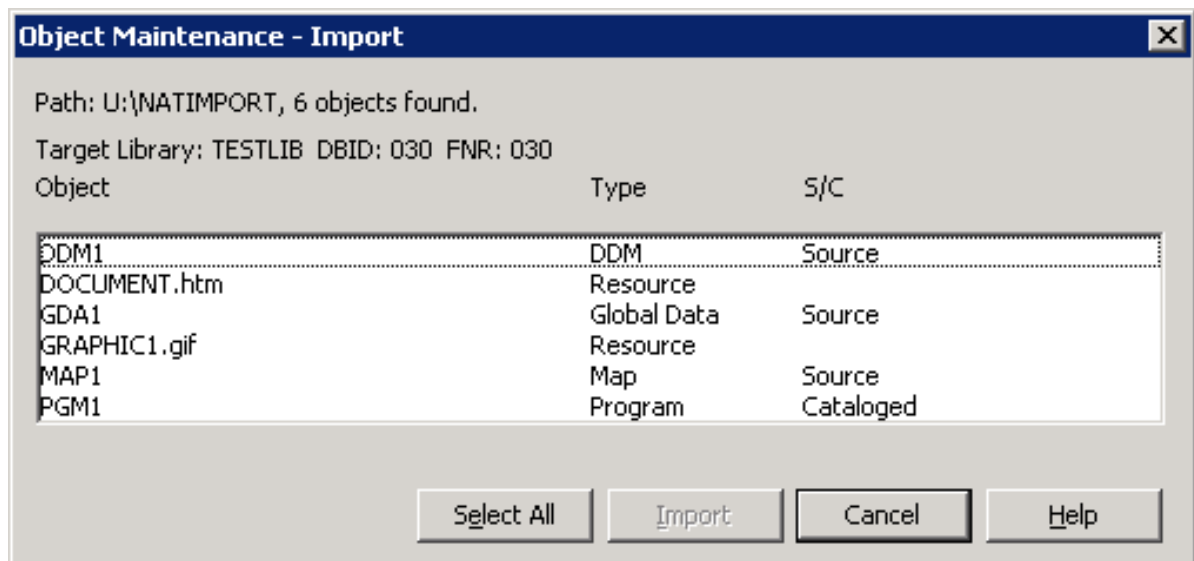 Object Maintenance - Import
Path: U:\NATIMPORT, 6 objects found.
Target Library: TESTLIB DBID: 030 FNR: 030
Object Type S/C
DDM1 DDM Source
DOCUMENT.htm Resource
GDA1 Global Data Source
GRAPHIC1.gif Resource
MAP1 Map Source
PGM1 Program Cataloged
Select All Import Cancel Help